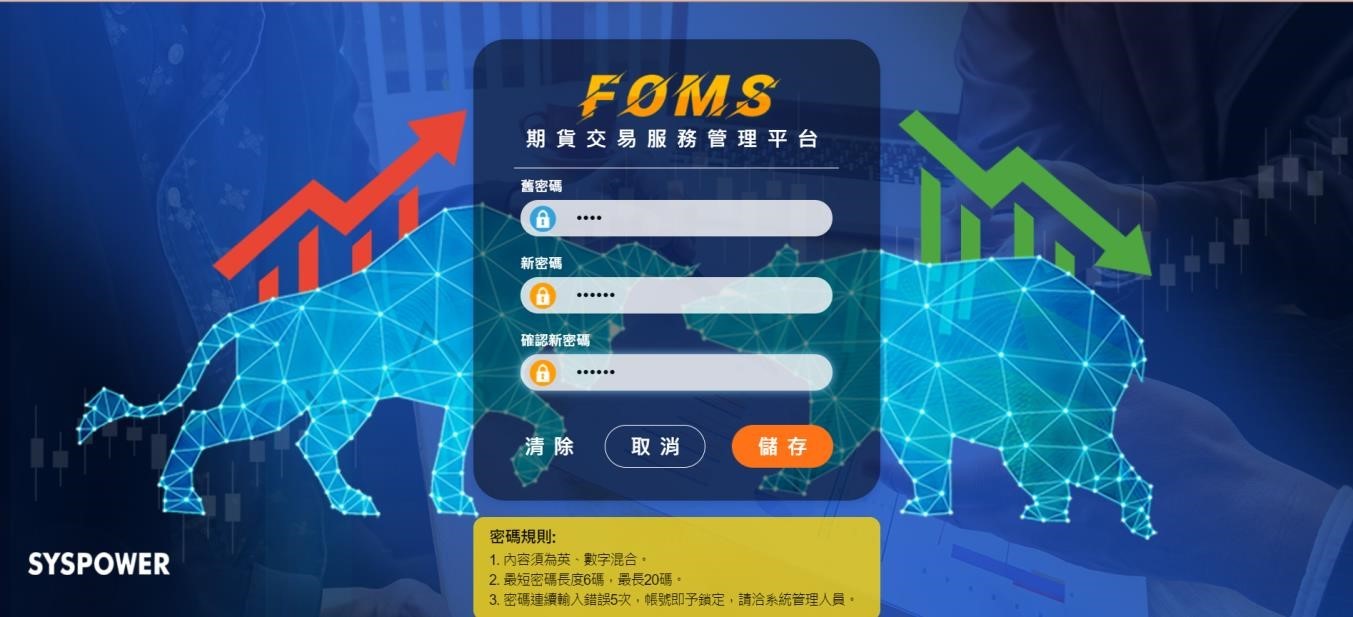 FOMS
期貨交易服務管理平台
舊密碼
••••
新密碼
••••••
確認新密碼
••••••
清除 取消 儲存
密碼規則:
1. 內容須為英、數字混合。
2. 最短密碼長度6碼，最長20碼。
3. 密碼連續輸入錯誤5次，帳號即予鎖定，請洽系統管理人員。
SYSPOWER